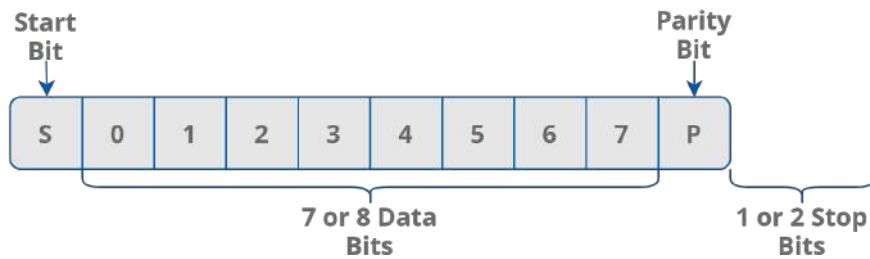 Start
Bit
Parity
Bit
S 0 1 2 3 4 5 6 7 P
7 or 8 Data
Bits
1 or 2 Stop
Bits